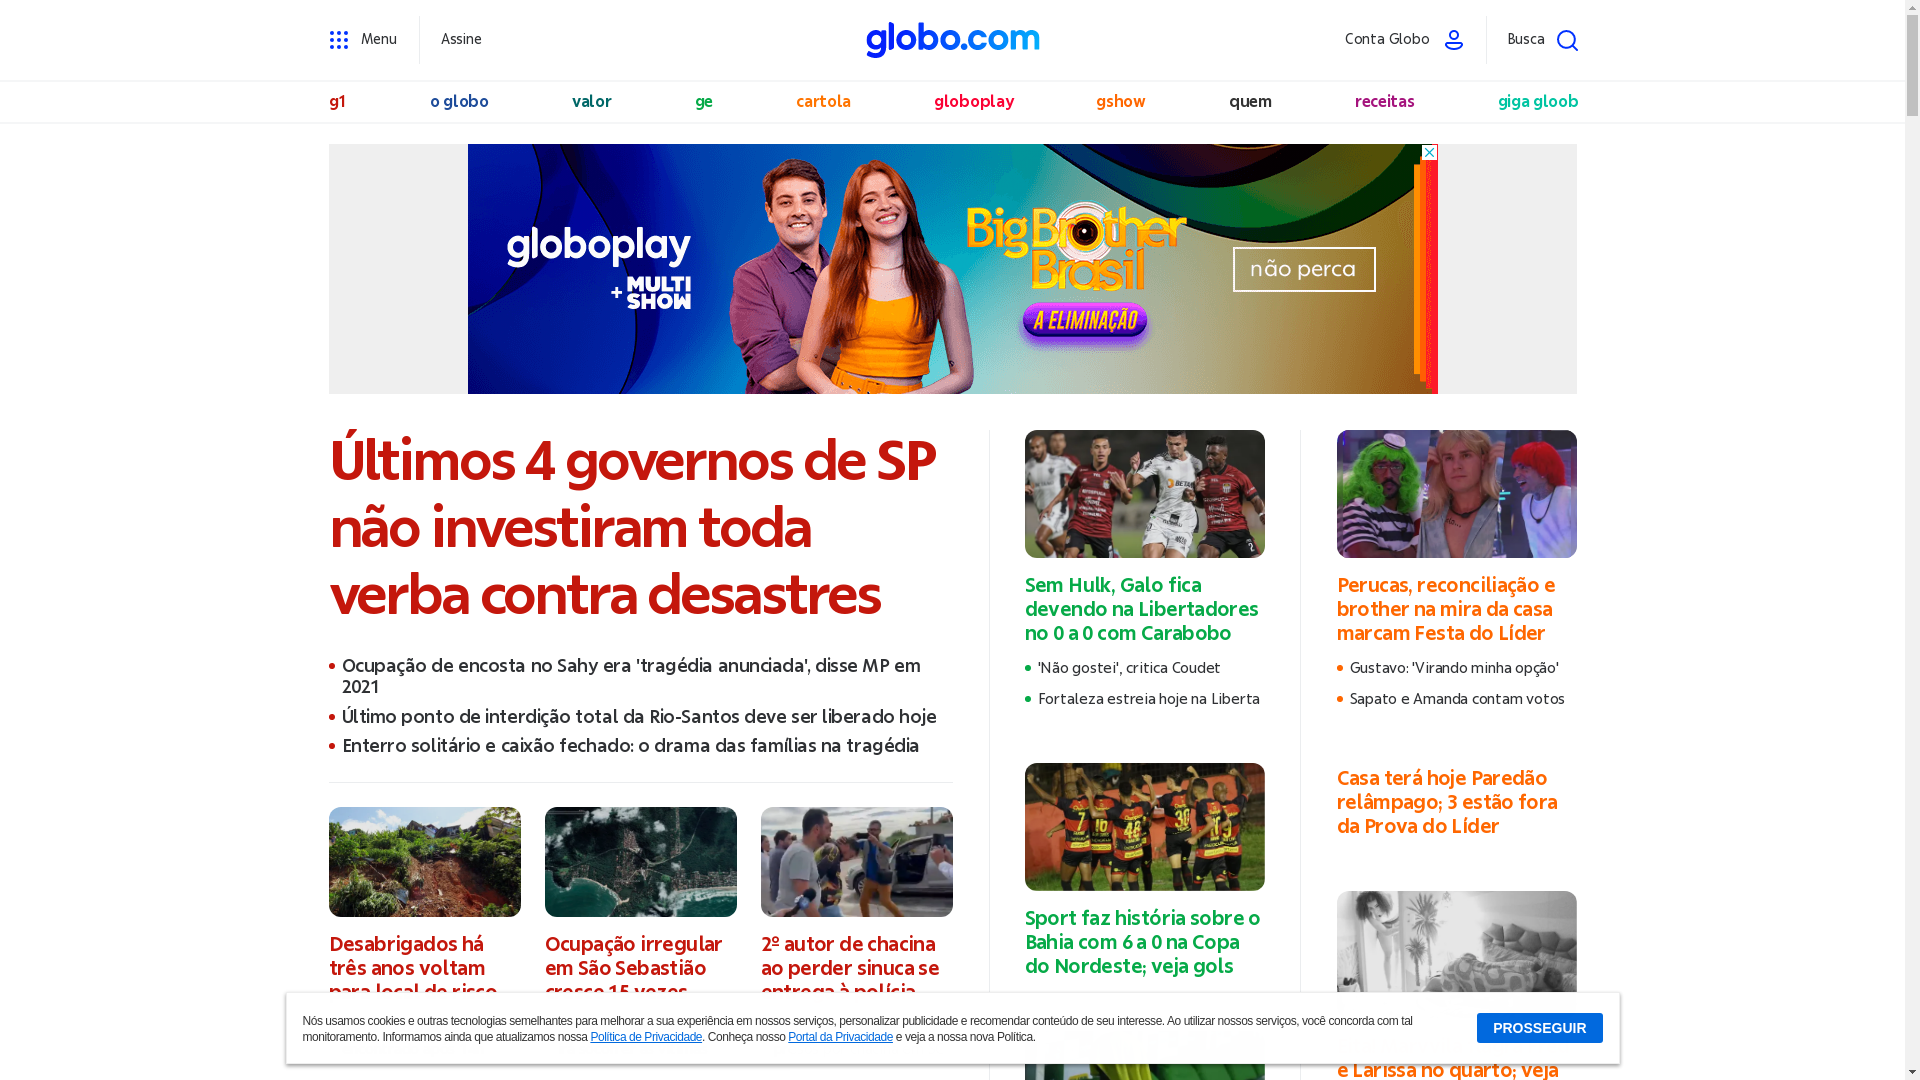 Menu
Assine
globo.com
Conta Globo
Busca
g1
o globo
valor
ge
cartola
globoplay
gshow
quem
receitas
giga gloob
globoplay
+ MULTI
SHOW
Big Brother
Brasil
A ELIMINAÇÃO
não perca
Últimos 4 governos de SP
não investiram toda
verba contra desastres
Ocupação de encosta no Sahy era 'tragédia anunciada', disse MP em
2021
Último ponto de interdição total da Rio-Santos deve ser liberado hoje
Enterro solitário e caixão fechado: o drama das famílias na tragédia
Desabrigados há
três anos voltam
para local de risco
Ocupação irregular
em São Sebastião
cresce 15 vezes
2º autor de chacina
ao perder sinuca se
entrega à polícia
Sem Hulk, Galo fica
devendo na Libertadores
no 0 a 0 com Carabobo
'Não gostei', critica Coudet
Fortaleza estreia hoje na Liberta
Sport faz história sobre o
Bahia com 6 a 0 na Copa
do Nordeste; veja gols
Perucas, reconciliação e
brother na mira da casa
marcam Festa do Líder
Gustavo: 'Virando minha opção'
Sapato e Amanda contam votos
Casa terá hoje Paredão
relâmpago; 3 estão fora
da Prova do Líder
e Larissa no quarto; veja
Nós usamos cookies e outras tecnologias semelhantes para melhorar a sua experiência em nossos serviços, personalizar publicidade e recomendar conteúdo de seu interesse. Ao utilizar nossos serviços, você concorda com tal
monitoramento. Informamos ainda que atualizamos nossa Política de Privacidade. Conheça nosso Portal da Privacidade e veja a nossa nova Política.
PROSSEGUIR